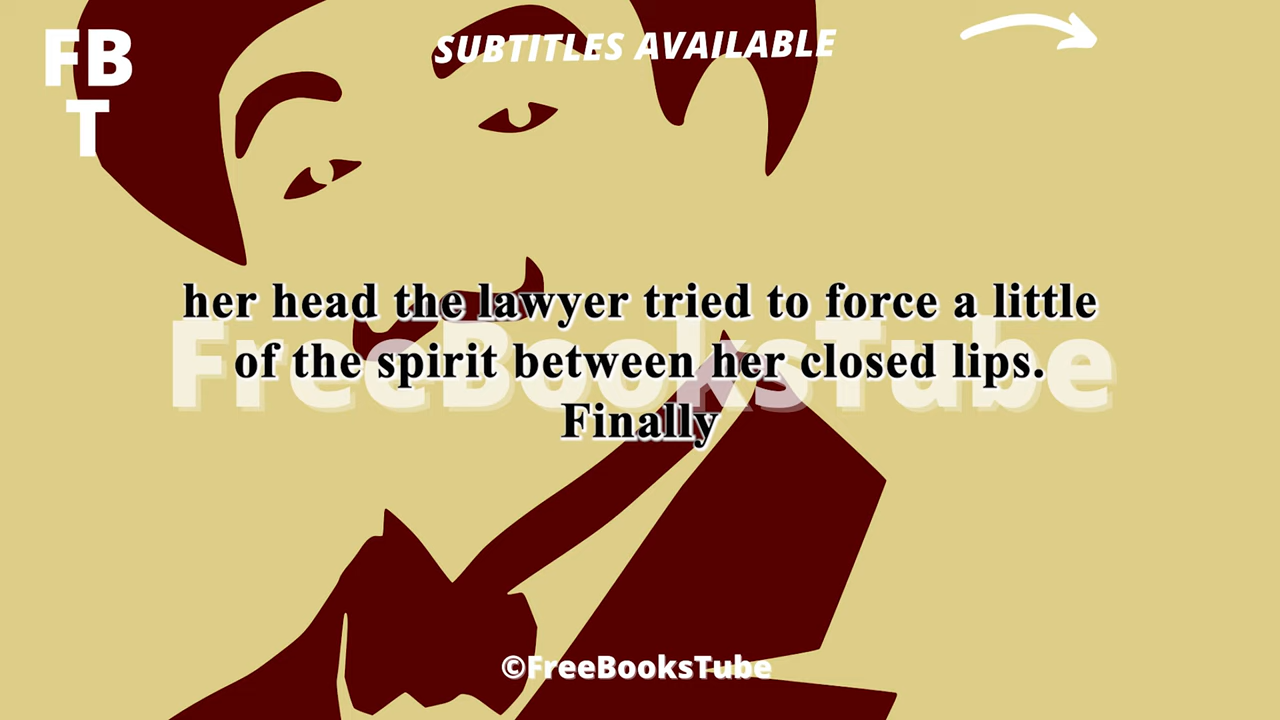 FB
T
SUBTITLES AVAILABLE
her head the lawyer tried to force a little
of the spirit between her closed lips.
Finally
FreeBooksTube
©FreeBooksTube